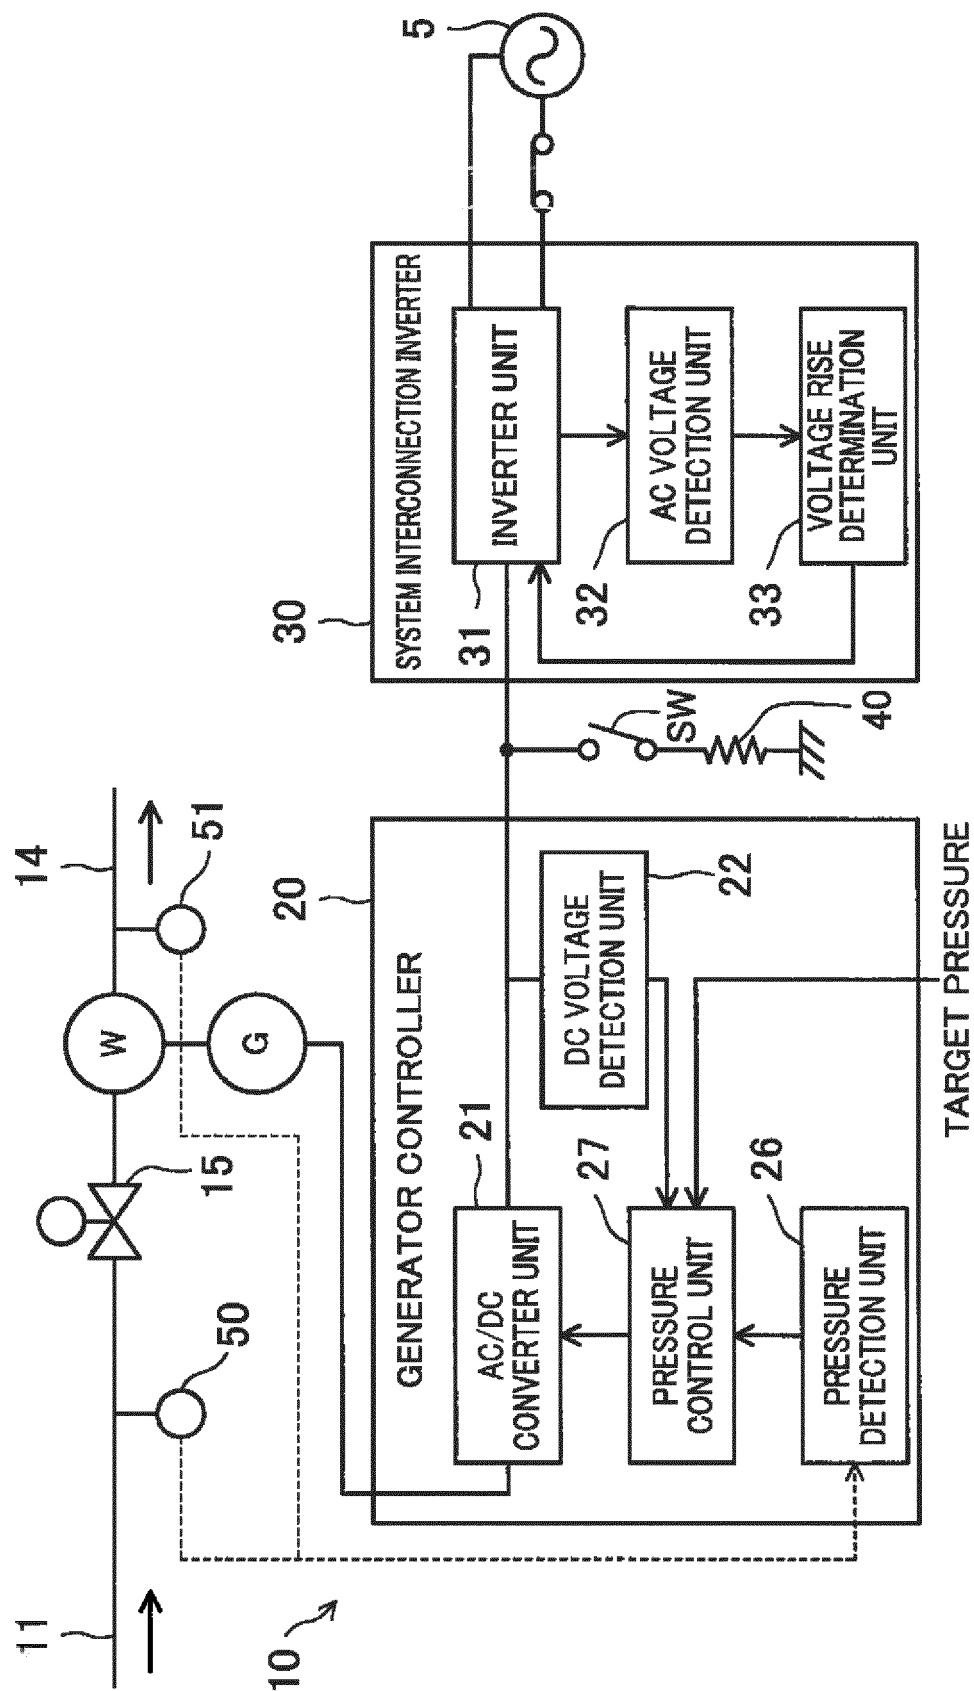 11
14
15
50
51
W
G
10
20
GENERATOR CONTROLLER
21
AC/DC
CONVERTER UNIT
DC VOLTAGE
DETECTION UNIT
22
27
PRESSURE
CONTROL UNIT
26
PRESSURE
DETECTION UNIT
TARGET PRESSURE
SW
40
30
SYSTEM INTERCONNECTION INVERTER
31
INVERTER UNIT
32
AC VOLTAGE
DETECTION UNIT
33
VOLTAGE RISE
DETERMINATION
UNIT
5